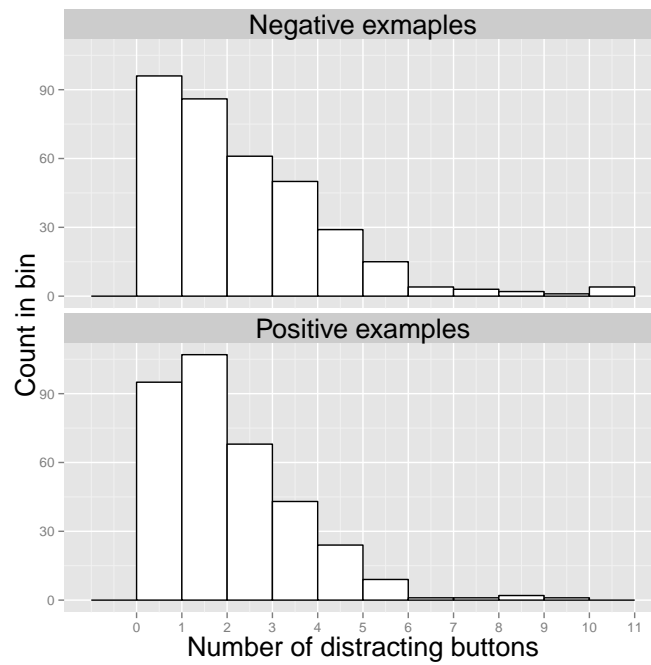 Negative exmaples
90
60
30
0
Positive examples
90
60
30
0
Count in bin
0 1 2 3 4 5 6 7 8 9 10 11
Number of distracting buttons